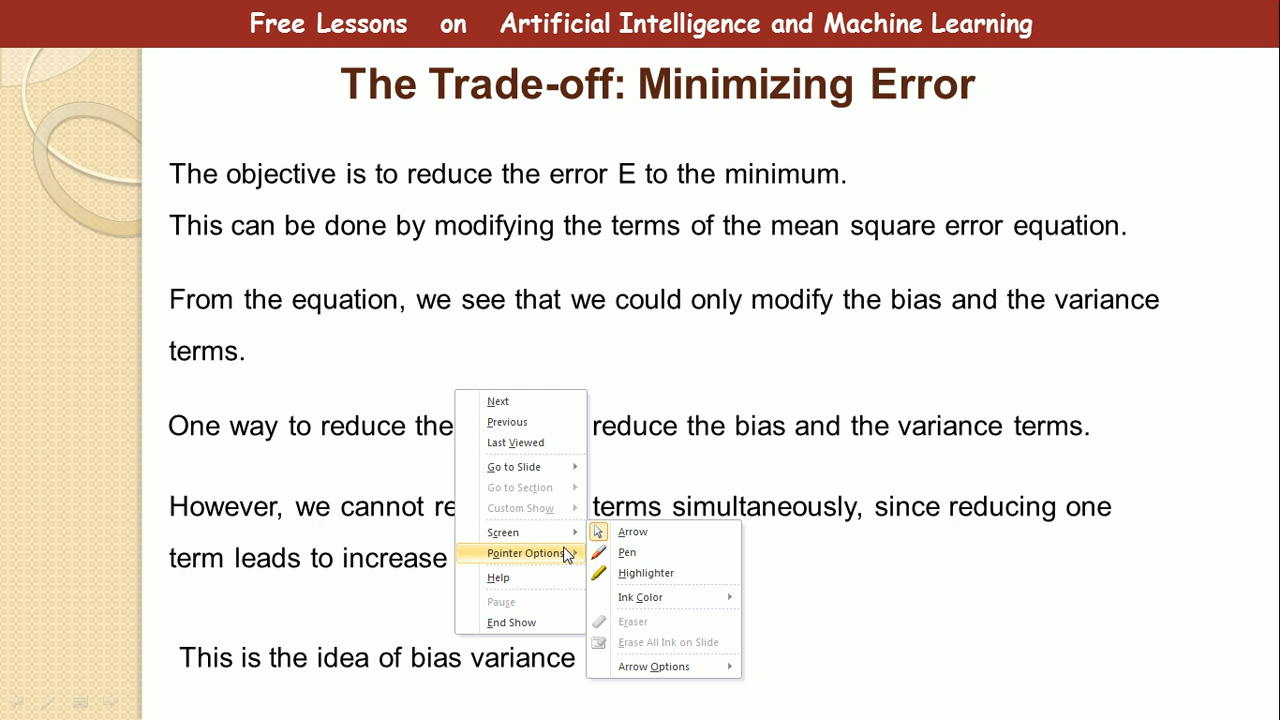 Free Lessons on Artificial Intelligence and Machine Learning
The Trade-off: Minimizing Error
The objective is to reduce the error E to the minimum.
This can be done by modifying the terms of the mean square error equation.
From the equation, we see that we could only modify the bias and the variance
terms.
One way to reduce the reduce the bias and the variance terms.
However, we cannot re terms simultaneously, since reducing one
term leads to increase
This is the idea of bias variance
Next
Previous
Last Viewed
Go to Slide
Go to Section
Custom Show
Screen
Pointer Options
Help
Pause
End Show
Arrow
Pen
Highlighter
Ink Color
Eraser
Erase All Ink on Slide
Arrow Options